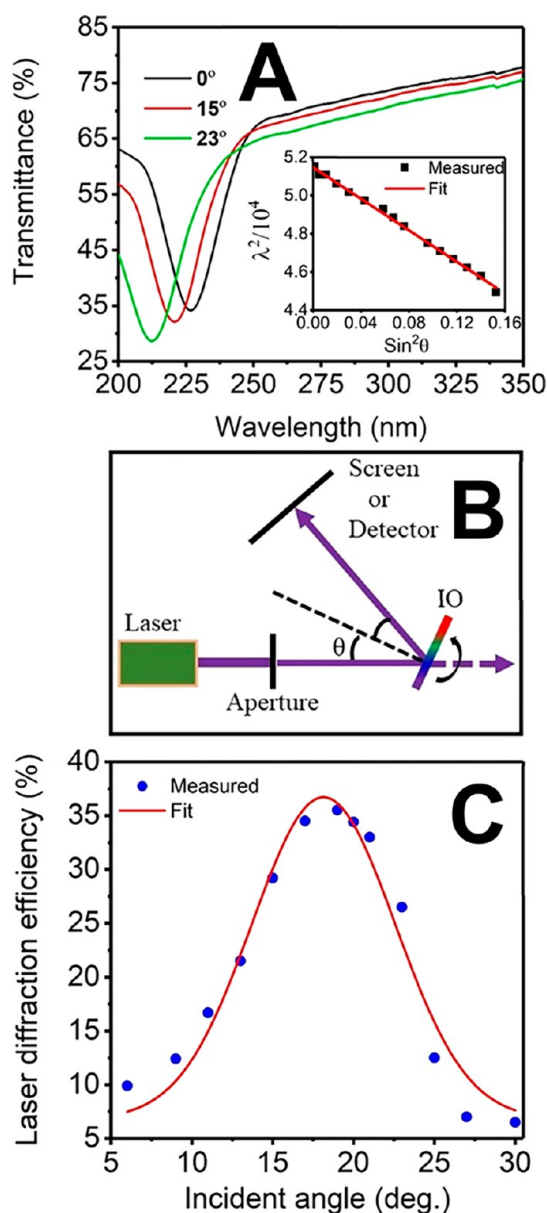 A
85
75
65
55
45
35
25
Transmittance (%)
0°
15°
23°
5.2
5.0
4.8
4.6
4.4
λ²/10⁴
Measured
Fit
0.00 0.04 0.08 0.12 0.16
Sin²θ
200 225 250 275 300 325 350
Wavelength (nm)
B
Screen
or
Detector
IO
Laser
θ
Aperture
C
40
35
30
25
20
15
10
5
Laser diffraction efficiency (%)
Measured
Fit
5 10 15 20 25 30
Incident angle (deg.)